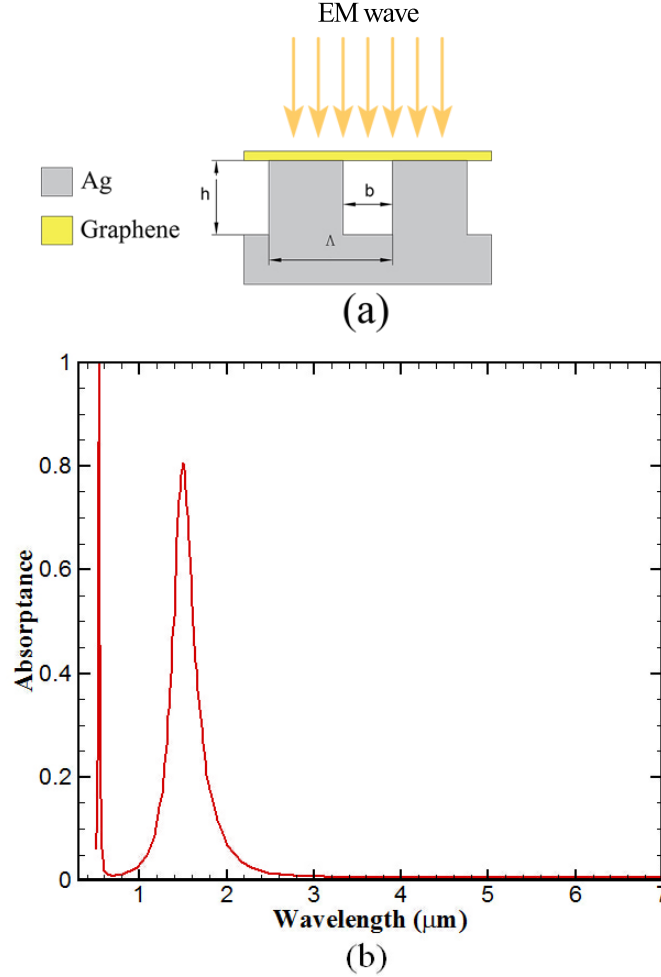 EM wave
Ag
Graphene
h
b
Λ
(a)
1
0.8
0.6
0.4
0.2
0
Absorptance
1 2 3 4 5 6 7
Wavelength (μm)
(b)